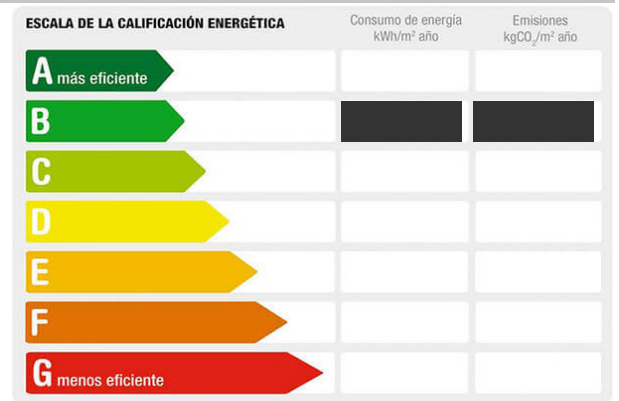 ESCALA DE LA CALIFICACIÓN ENERGÉTICA
Consumo de energía
kWh/m² año
Emisiones
kgCO₂/m² año
A más eficiente
B
C
D
E
F
G menos eficiente